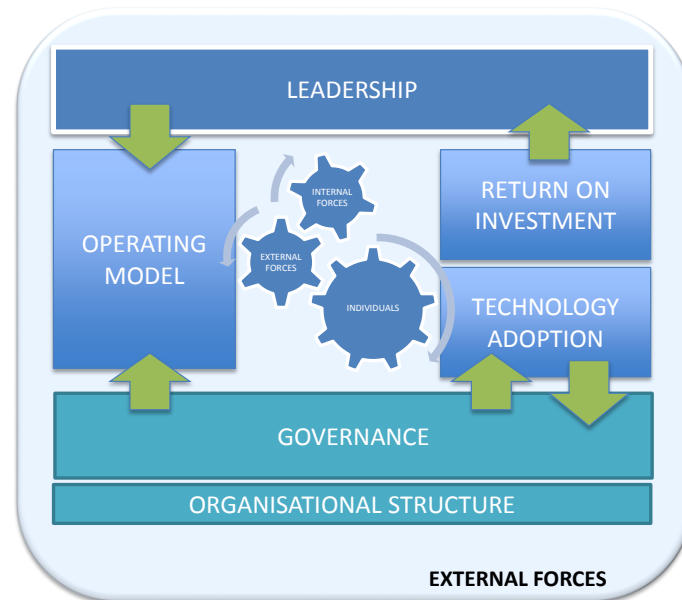 LEADERSHIP
OPERATING
MODEL
INTERNAL
FORCES
EXTERNAL
FORCES
INDIVIDUALS
RETURN ON
INVESTMENT
TECHNOLOGY
ADOPTION
GOVERNANCE
ORGANISATIONAL STRUCTURE
EXTERNAL FORCES